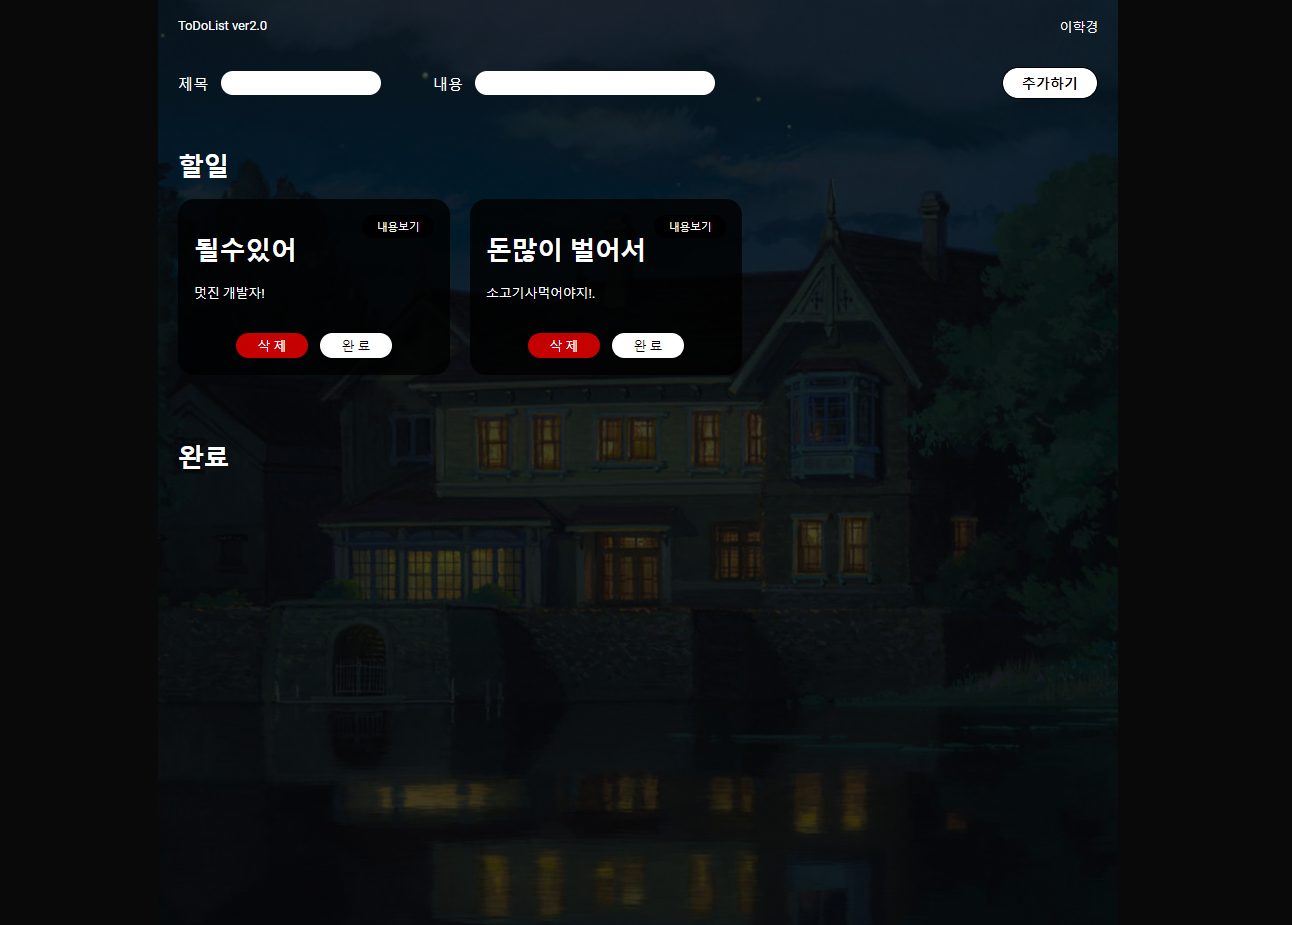 ToDoList ver2.0
이학경
제목
내용
추가하기
할일
내용보기
될수있어
멋진 개발자!
삭 제
완 료
내용보기
돈많이 벌어서
소고기사먹어야지!.
삭 제
완 료
완료